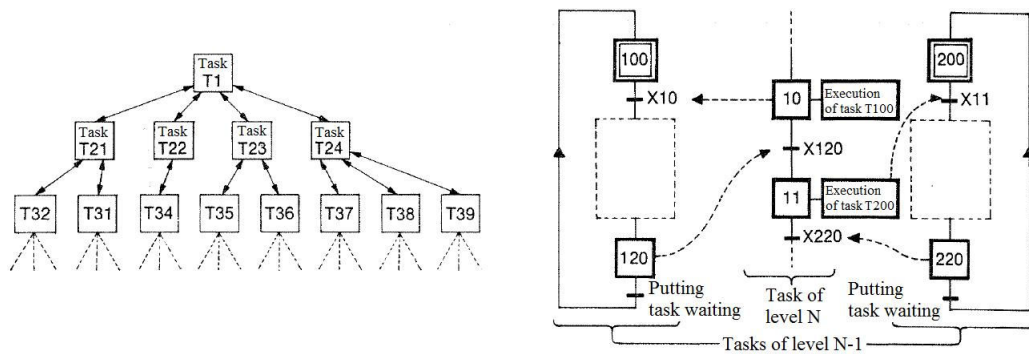 Task
T1
Task
T21
Task
T22
Task
T23
Task
T24
T32
T31
T34
T35
T36
T37
T38
T39
100
X10
10
Execution
of task T100
200
X11
X120
11
Execution
of task T200
X220
120
220
Putting
task waiting
Task of
level N
Putting
task waiting
Tasks of level N-1